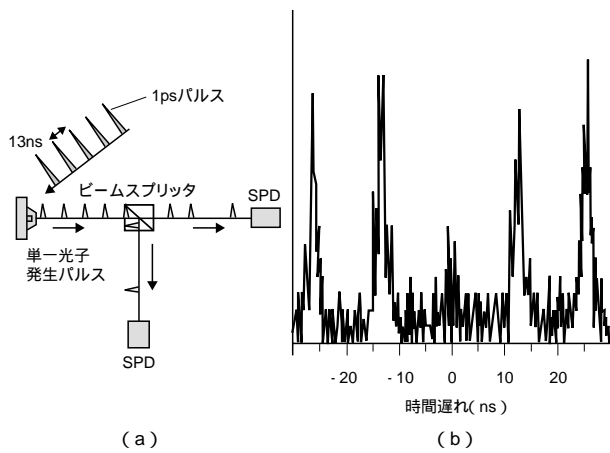 1psパルス
13ns
ビームスプリッタ
SPD
単一光子
発生パルス
SPD
(a)
-20 -10 0 10 20
時間遅れ(ns)
(b)